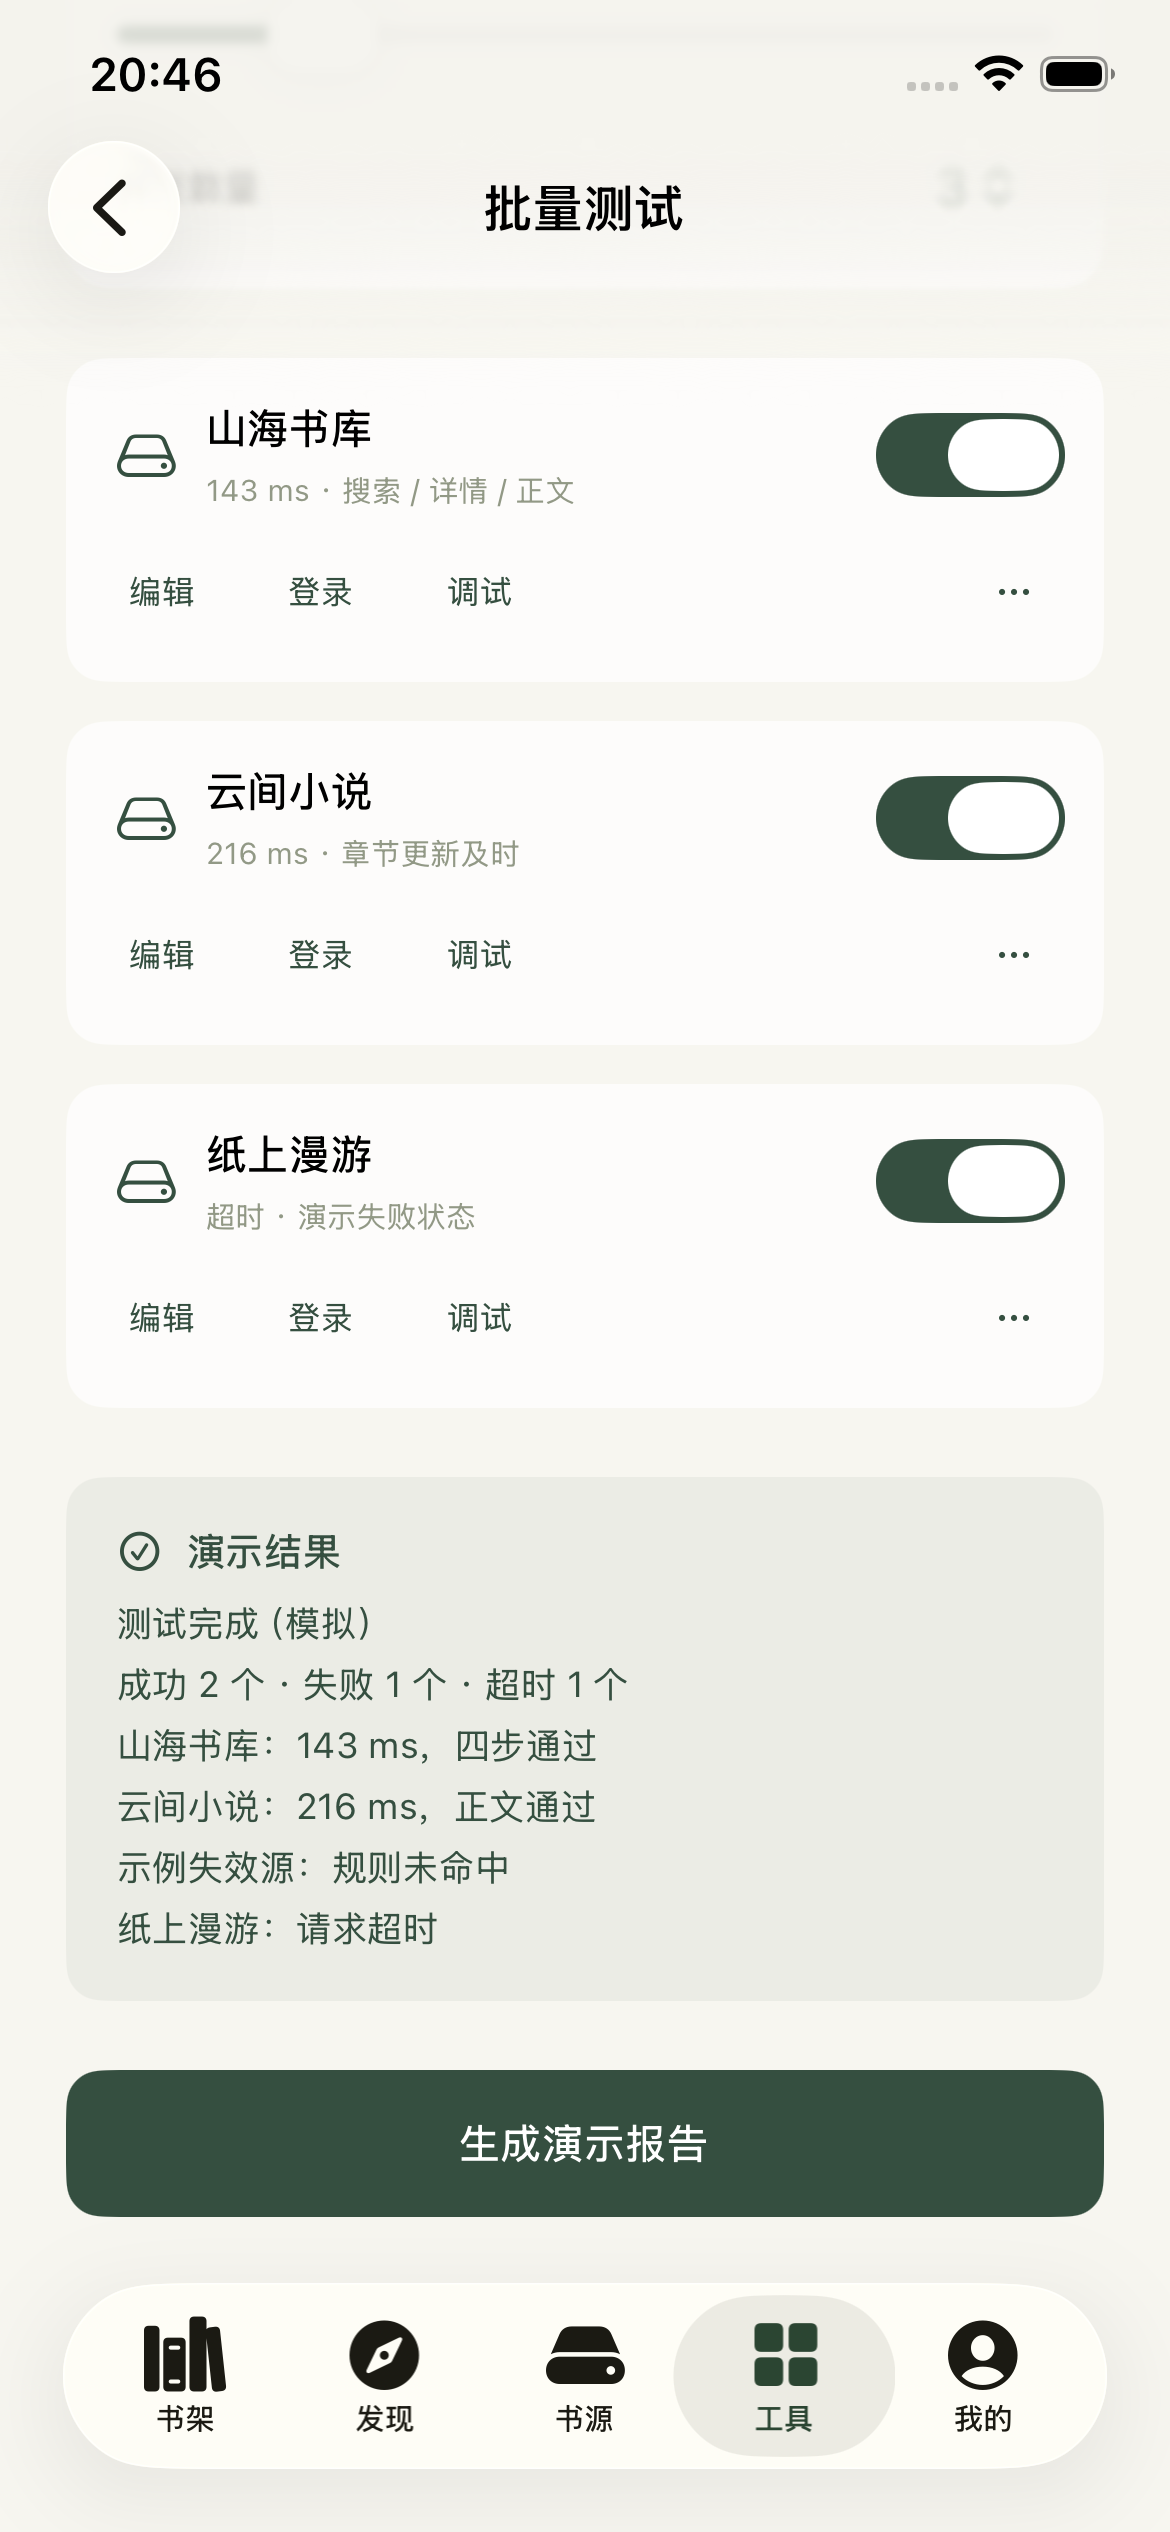 20:46
批量测试
山海书库
143 ms · 搜索 / 详情 / 正文
编辑 登录 调试 ···
云间小说
216 ms · 章节更新及时
编辑 登录 调试 ···
纸上漫游
超时 · 演示失败状态
编辑 登录 调试 ···
演示结果
测试完成 (模拟)
成功 2 个 · 失败 1 个 · 超时 1 个
山海书库：143 ms，四步通过
云间小说：216 ms，正文通过
示例失效源：规则未命中
纸上漫游：请求超时
生成演示报告
书架 发现 书源 工具 我的